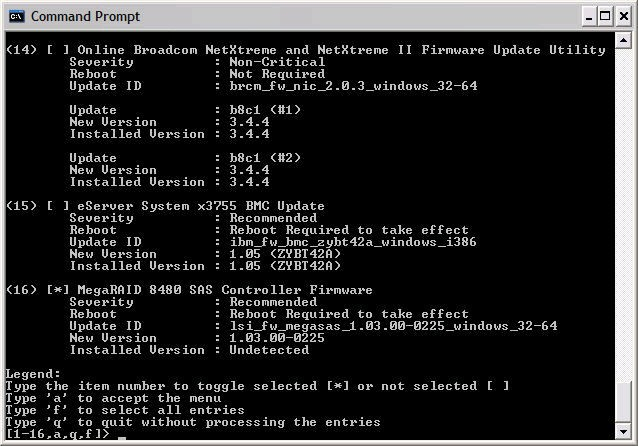 Command Prompt
(14) [ ] Online Broadcom NetXtreme and NetXtreme II Firmware Update Utility
Severity : Non-Critical
Reboot : Not Required
Update ID : brcm_fw_nic_2.0.3_windows_32-64
Update : b8c1 (#1)
New Version : 3.4.4
Installed Version : 3.4.4
Update : b8c1 (#2)
New Version : 3.4.4
Installed Version : 3.4.4
(15) [ ] eServer System x3755 BMC Update
Severity : Recommended
Reboot : Reboot Required to take effect
Update ID : ibm_fw_bmc_zybt42a_windows_i386
New Version : 1.05 (ZYBT42A)
Installed Version : 1.05 (ZYBT42A)
(16) [*] MegaRAID 8480 SAS Controller Firmware
Severity : Recommended
Reboot : Reboot Required to take effect
Update ID : lsi_fw_megasas_1.03.00-0225_windows_32-64
New Version : 1.03.00-0225
Installed Version : Undetected
Legend:
Type the item number to toggle selected [*] or not selected [ ]
Type 'a' to accept the menu
Type 'f' to select all entries
Type 'q' to quit without processing the entries
[1-16,a,q,f]> _